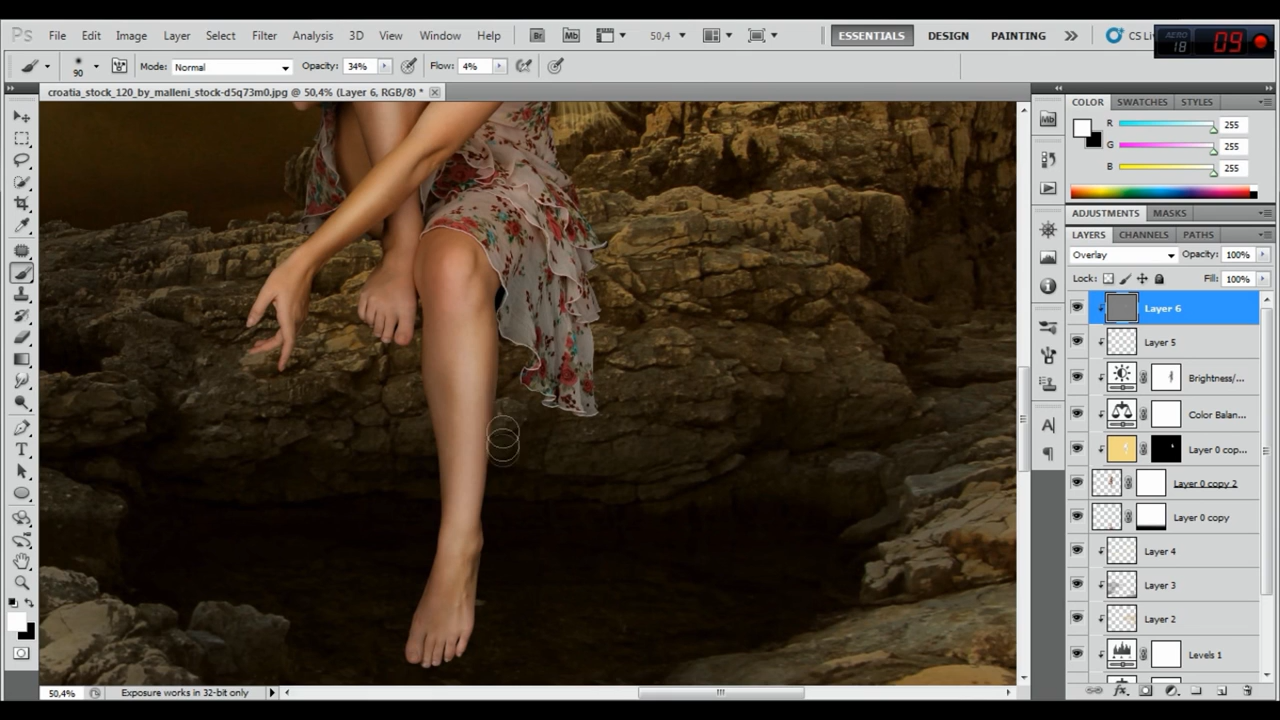 Ps File Edit Image Layer Select Filter Analysis 3D View Window Help Br Mb 50,4 ESSENTIALS DESIGN PAINTING CS Li
AERO 18 09
90 Mode: Normal Opacity: 34% Flow: 4%
croatia_stock_120_by_malleni_stock-d5q73m0.jpg @ 50,4% (Layer 6, RGB/8) *
COLOR SWATCHES STYLES
R 255
G 255
B 255
ADJUSTMENTS MASKS
LAYERS CHANNELS PATHS
Overlay Opacity: 100%
Lock: Fill: 100%
Layer 6
Layer 5
Brightness/...
Color Balan...
Layer 0 cop...
Layer 0 copy 2
Layer 0 copy
Layer 4
Layer 3
Layer 2
Levels 1
50,4% Exposure works in 32-bit only